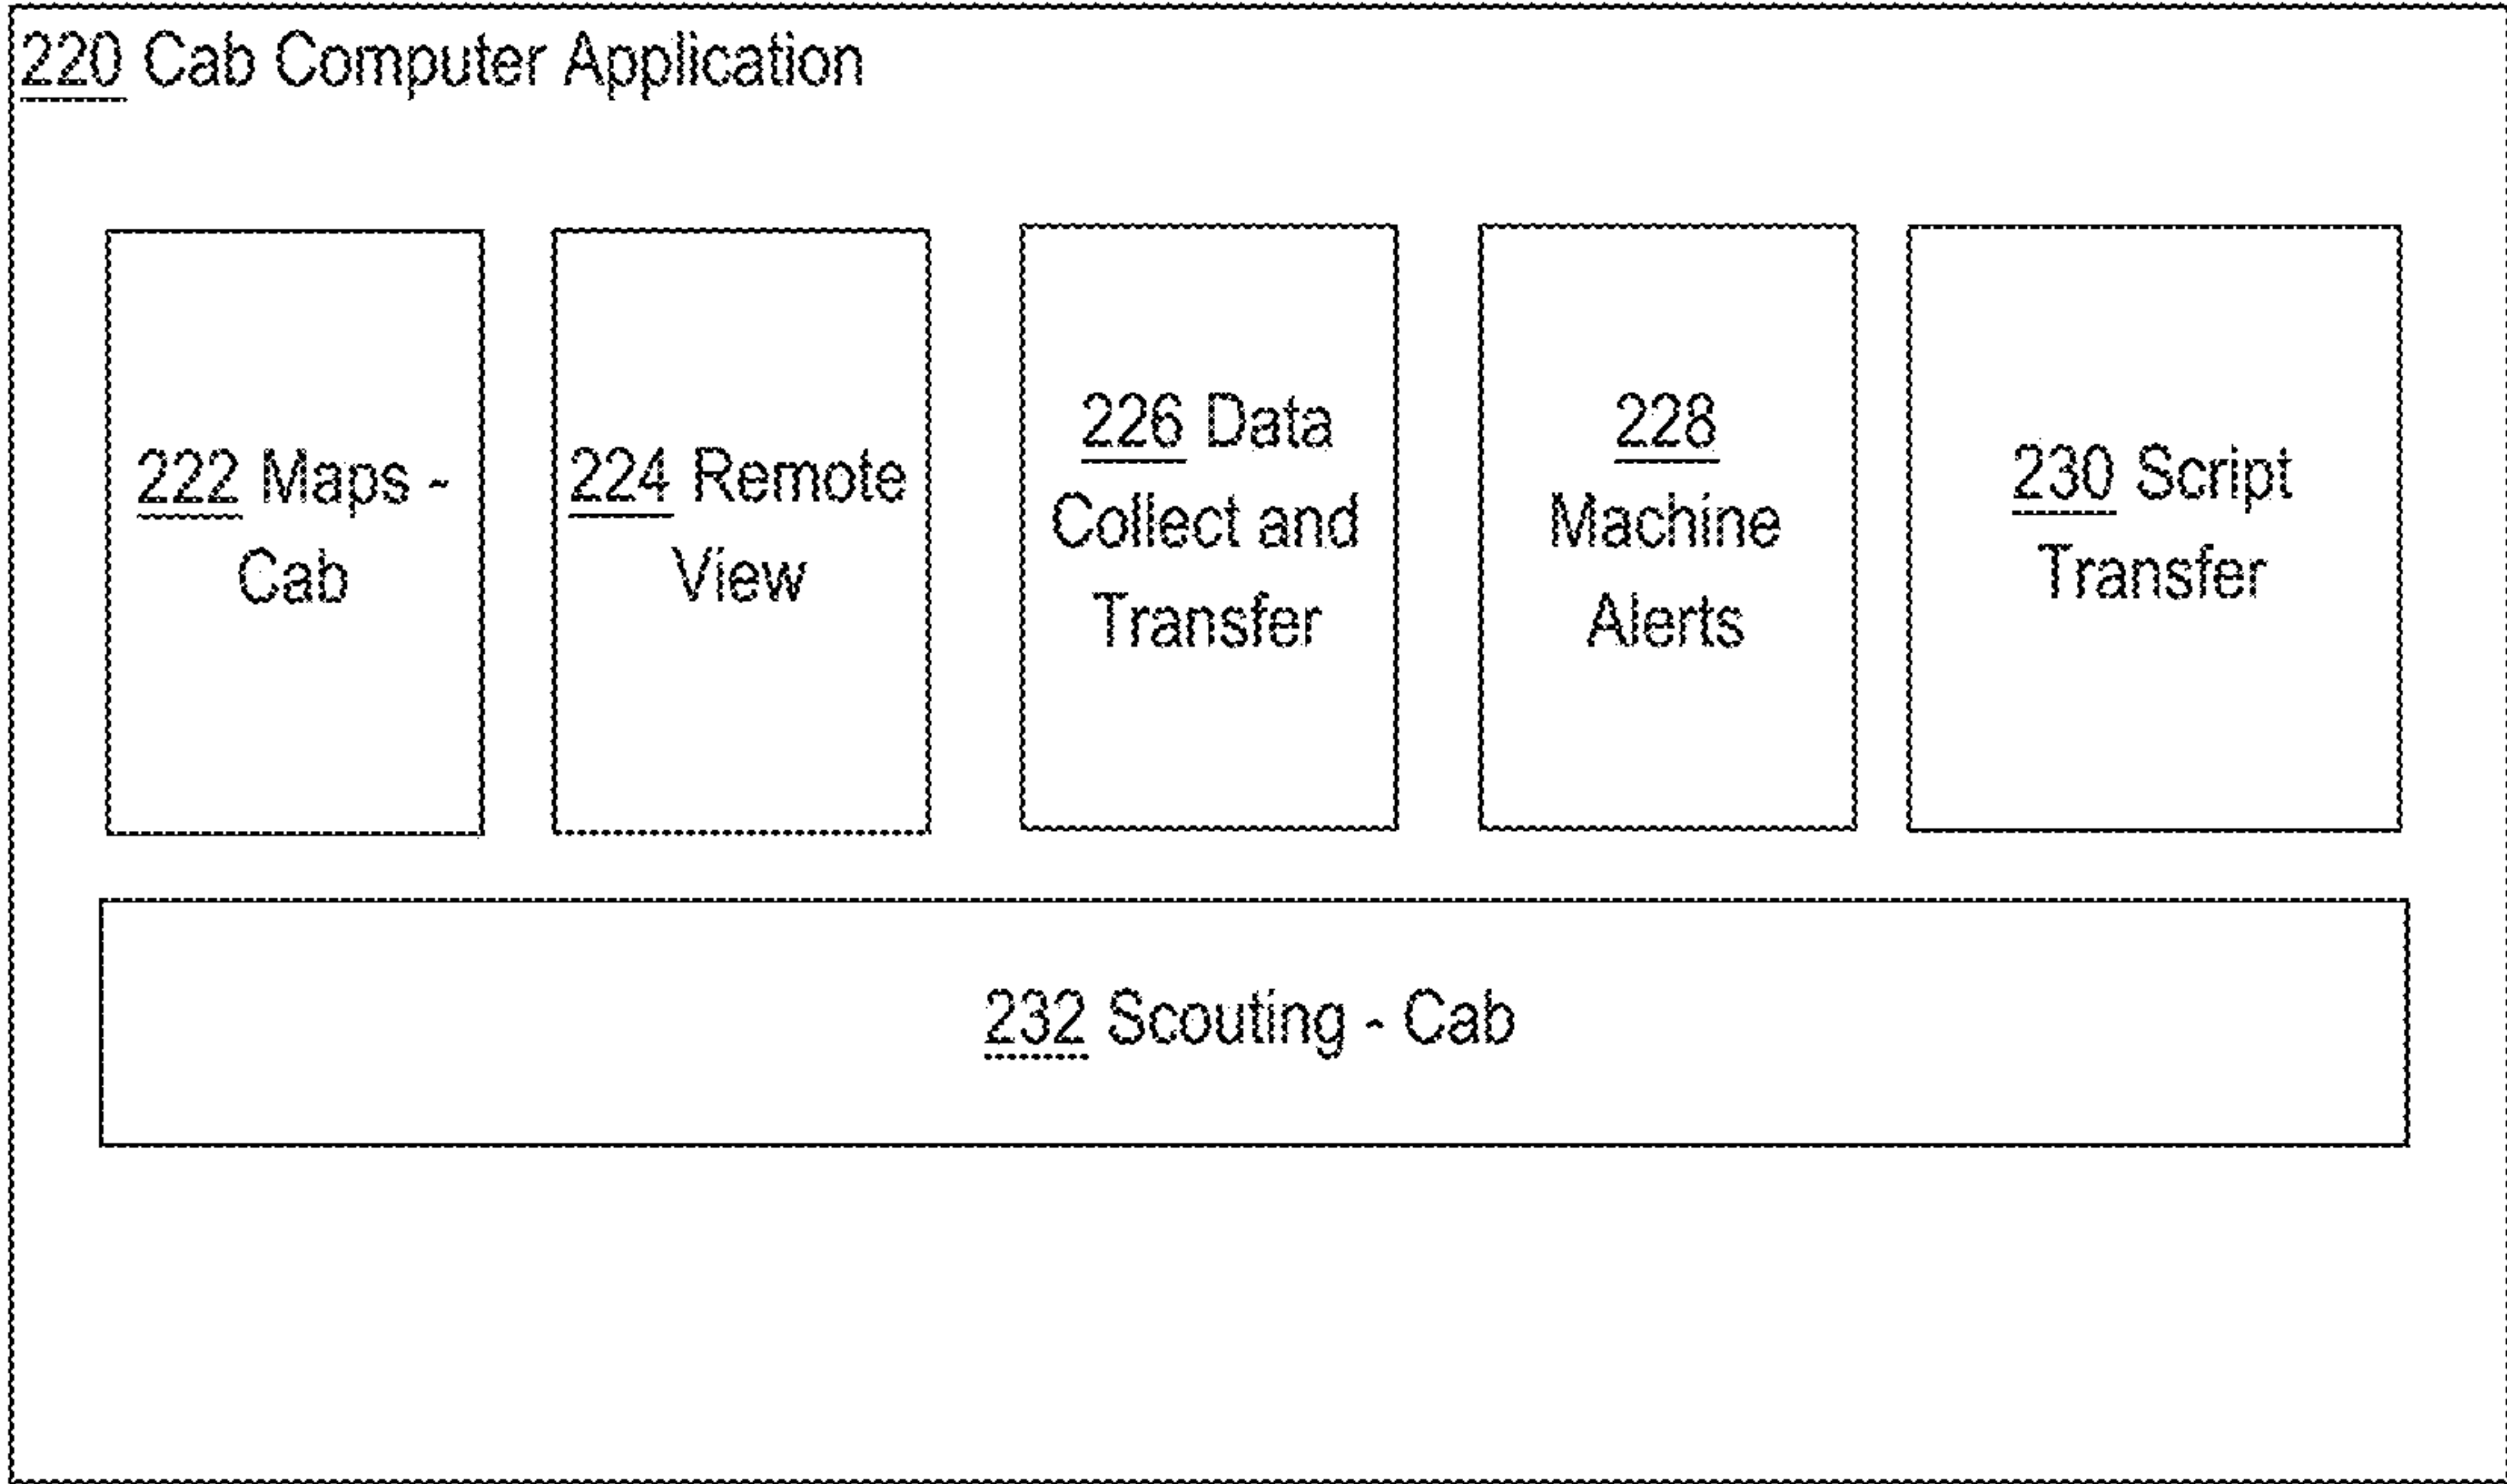 220 Cab Computer Application
222 Maps -
Cab
224 Remote
View
226 Data
Collect and
Transfer
228
Machine
Alerts
230 Script
Transfer
232 Scouting - Cab